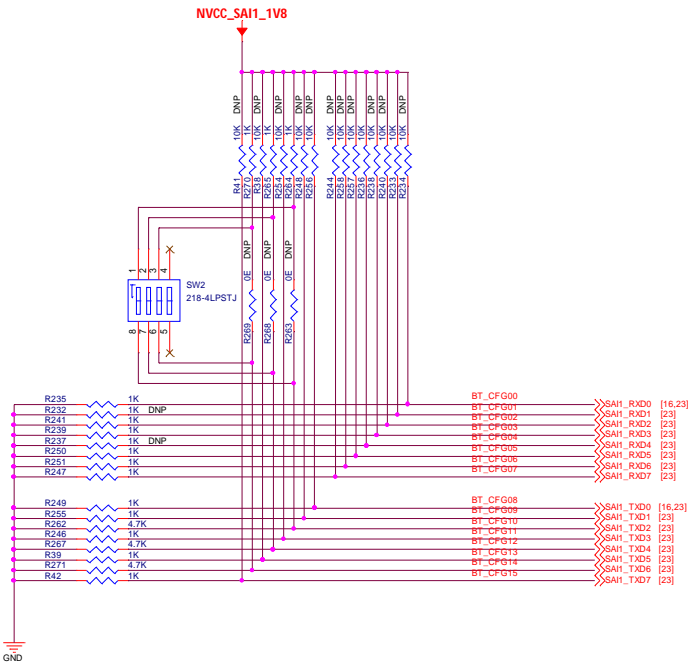 NVCC_SAI1_1V8
DNP DNP DNP DNP DNP DNP DNP DNP DNP
10K 1K 10K 1K 10K 1K 10K 10K 10K 10K 10K 10K 10K 10K 10K
R41 R270 R38 R265 R254 R264 R248 R256 R244 R258 R257 R236 R238 R240 R233 R234
1 2 3 4
SW2
218-4LPSTJ
8 7 6 5
0E DNP 0E DNP 0E DNP
R269 R268 R263
R235 1K BT_CFG00 SAI1_RXD0 [16,23]
R232 1K DNP BT_CFG01 SAI1_RXD1 [23]
R241 1K BT_CFG02 SAI1_RXD2 [23]
R239 1K BT_CFG03 SAI1_RXD3 [23]
R237 1K DNP BT_CFG04 SAI1_RXD4 [23]
R250 1K BT_CFG05 SAI1_RXD5 [23]
R251 1K BT_CFG06 SAI1_RXD6 [23]
R247 1K BT_CFG07 SAI1_RXD7 [23]
R249 1K BT_CFG08 SAI1_TXD0 [16,23]
R255 1K BT_CFG09 SAI1_TXD1 [23]
R262 4.7K BT_CFG10 SAI1_TXD2 [23]
R246 1K BT_CFG11 SAI1_TXD3 [23]
R267 4.7K BT_CFG12 SAI1_TXD4 [23]
R39 1K BT_CFG13 SAI1_TXD5 [23]
R271 4.7K BT_CFG14 SAI1_TXD6 [23]
R42 1K BT_CFG15 SAI1_TXD7 [23]
GND